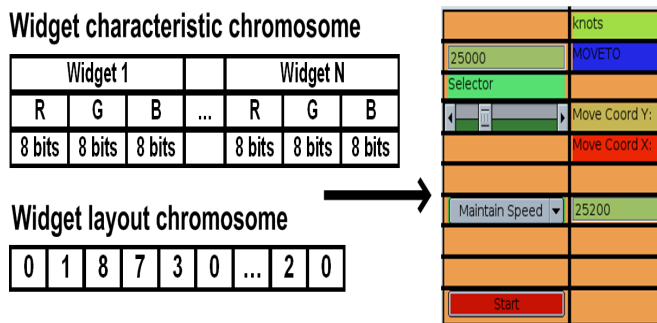 Widget characteristic chromosome
Widget 1 Widget N
R G B ... R G B
8 bits 8 bits 8 bits 8 bits 8 bits 8 bits
Widget layout chromosome
0 1 8 7 3 0 ... 2 0
knots
25000 MOVETO
Selector
Move Coord Y:
Move Coord X:
Maintain Speed 25200
Start